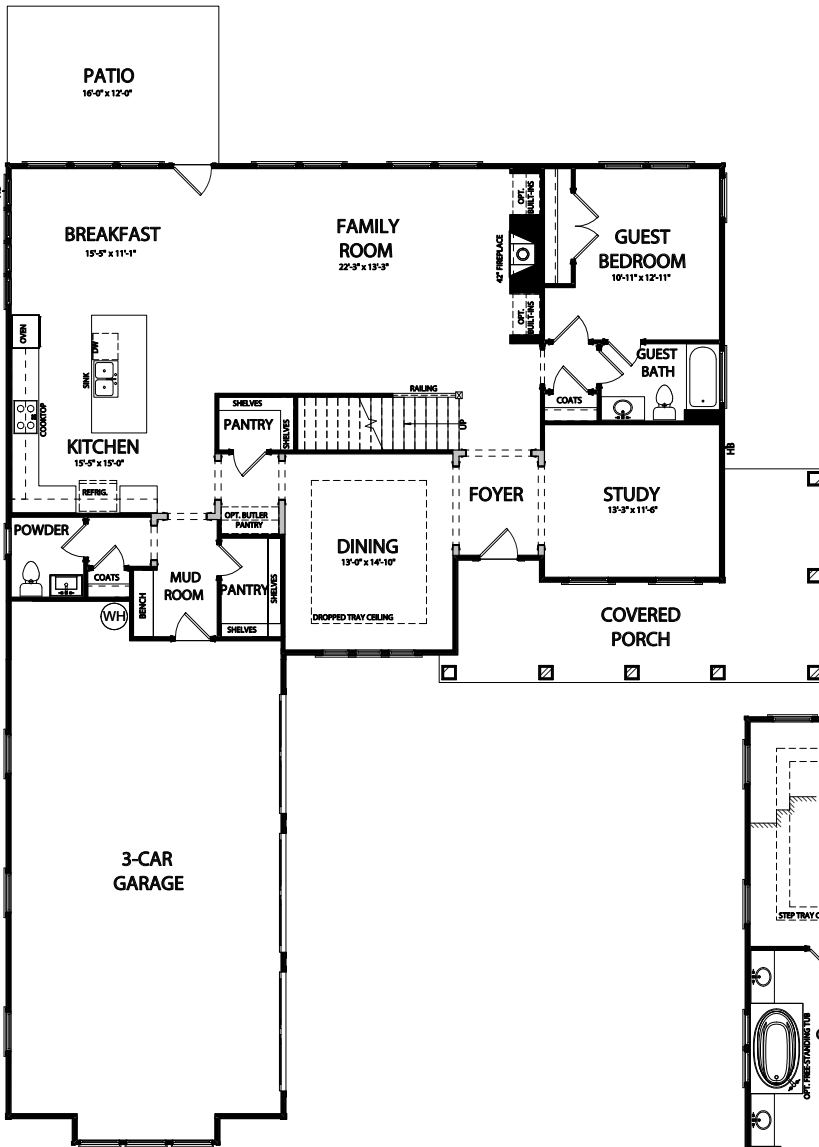 PATIO
16'-0" x 12'-0"
BREAKFAST
15'-5" x 11'-1"
FAMILY
ROOM
22'-3" x 13'-3"
OPT.
BUILT-INS
42" FIREPLACE
OPT.
BUILT-INS
GUEST
BEDROOM
10'-11" x 12'-11"
OVEN
DW
SINK
COOKTOP
KITCHEN
15'-5" x 15'-0"
REFRIG.
SHELVES
PANTRY
SHELVES
RAILING
UP
GUEST
BATH
COATS
HB
OPT. BUTLER
PANTRY
FOYER
STUDY
13'-3" x 11'-6"
POWDER
COATS
MUD
ROOM
BENCH
PANTRY
SHELVES
SHELVES
WH
DINING
13'-0" x 14'-10"
DROPPED TRAY CEILING
COVERED
PORCH
3-CAR
GARAGE
STEP TRAY C
OPT. FREE-STANDING TUB